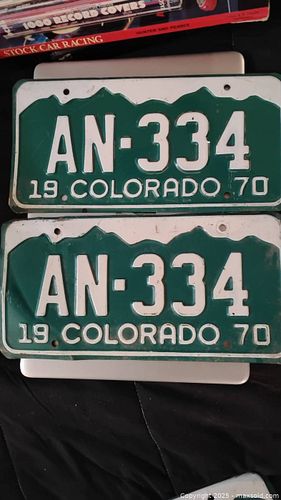 1000 RECORD COVERS
STOCK CAR RACING
AN·334
19 COLORADO 70
AN·334
19 COLORADO 70
Copyright 2025 - maxsold.com